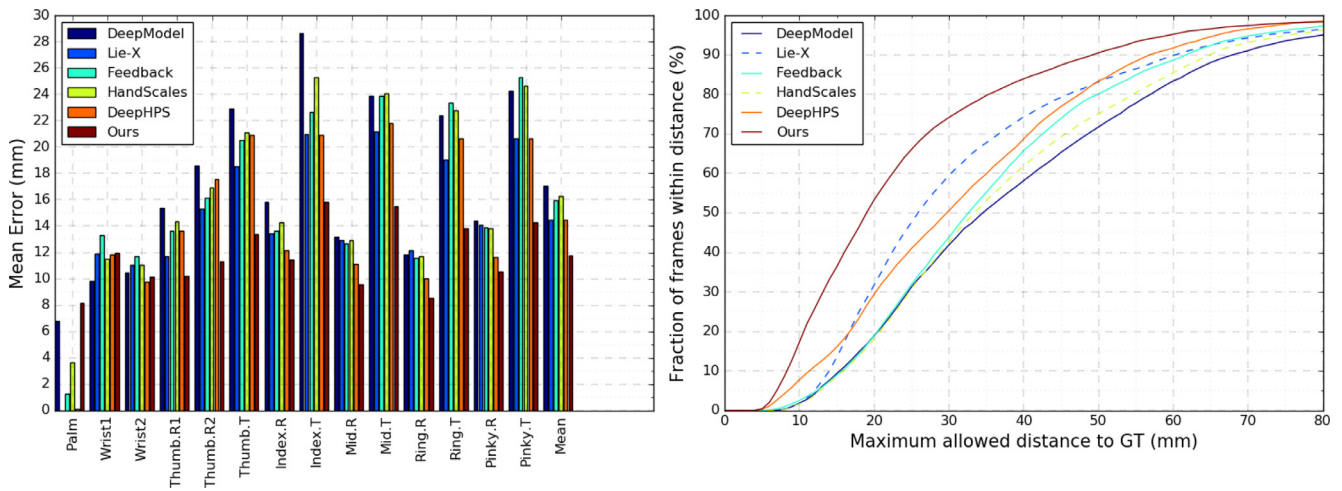 30
28
26
24
22
20
18
16
14
12
10
8
6
4
2
0
Mean Error (mm)
DeepModel
Lie-X
Feedback
HandScales
DeepHPS
Ours
Palm
Wrist1
Wrist2
Thumb.R1
Thumb.R2
Thumb.T
Index.R
Index.T
Mid.R
Mid.T
Ring.R
Ring.T
Pinky.R
Pinky.T
Mean
100
90
80
70
60
50
40
30
20
10
0
Fraction of frames within distance (%)
DeepModel
Lie-X
Feedback
HandScales
DeepHPS
Ours
0 10 20 30 40 50 60 70 80
Maximum allowed distance to GT (mm)